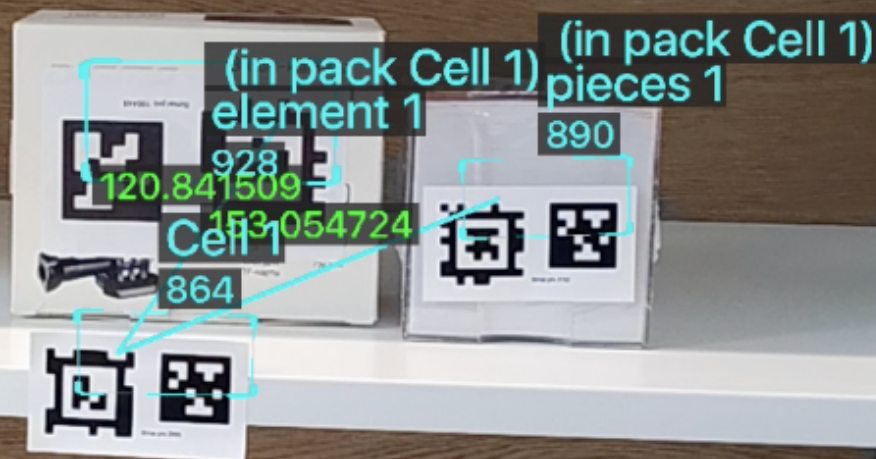 (in pack Cell 1)
element 1
928
120.841509
153.054724
(in pack Cell 1)
pieces 1
890
Cell 1
864